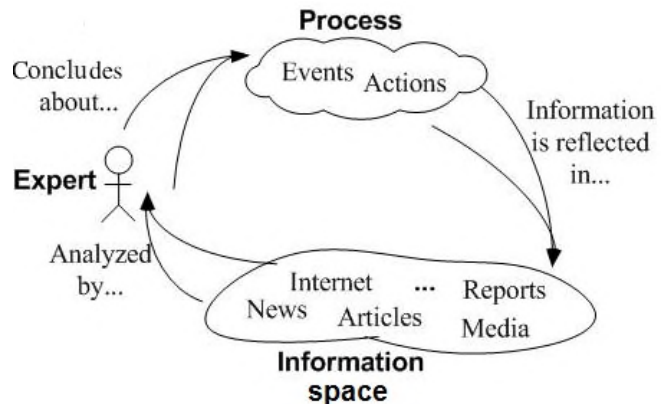 Process
Events
Actions
Concludes
about...
Information
is reflected
in...
Expert
Analyzed
by...
Internet
...
Reports
News
Articles
Media
Information
space